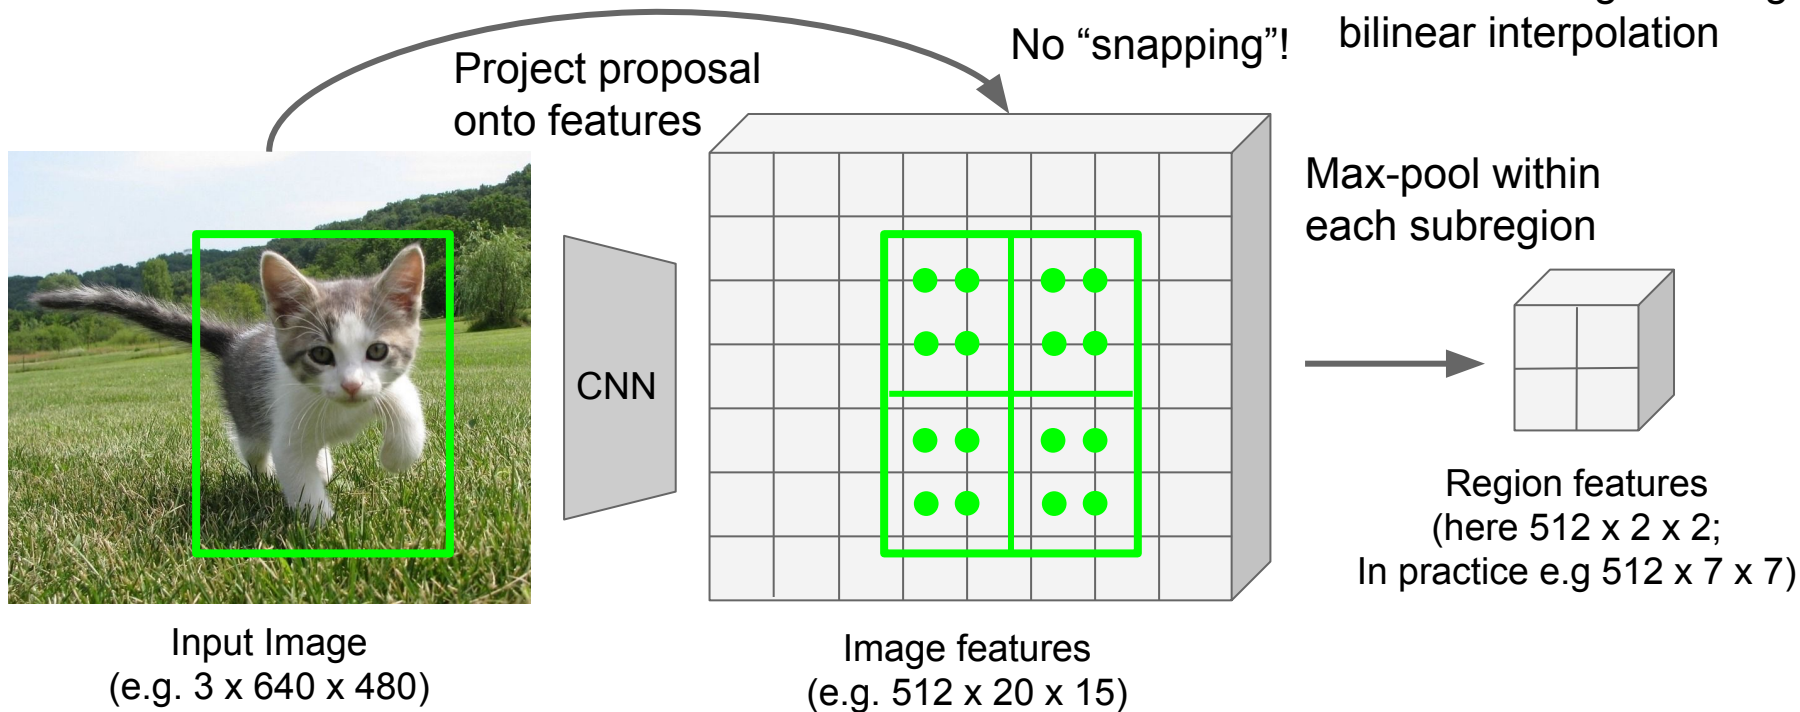 No “snapping”!
bilinear interpolation
Project proposal
onto features
Max-pool within
each subregion
CNN
Region features
(here 512 x 2 x 2;
In practice e.g 512 x 7 x 7)
Input Image
(e.g. 3 x 640 x 480)
Image features
(e.g. 512 x 20 x 15)